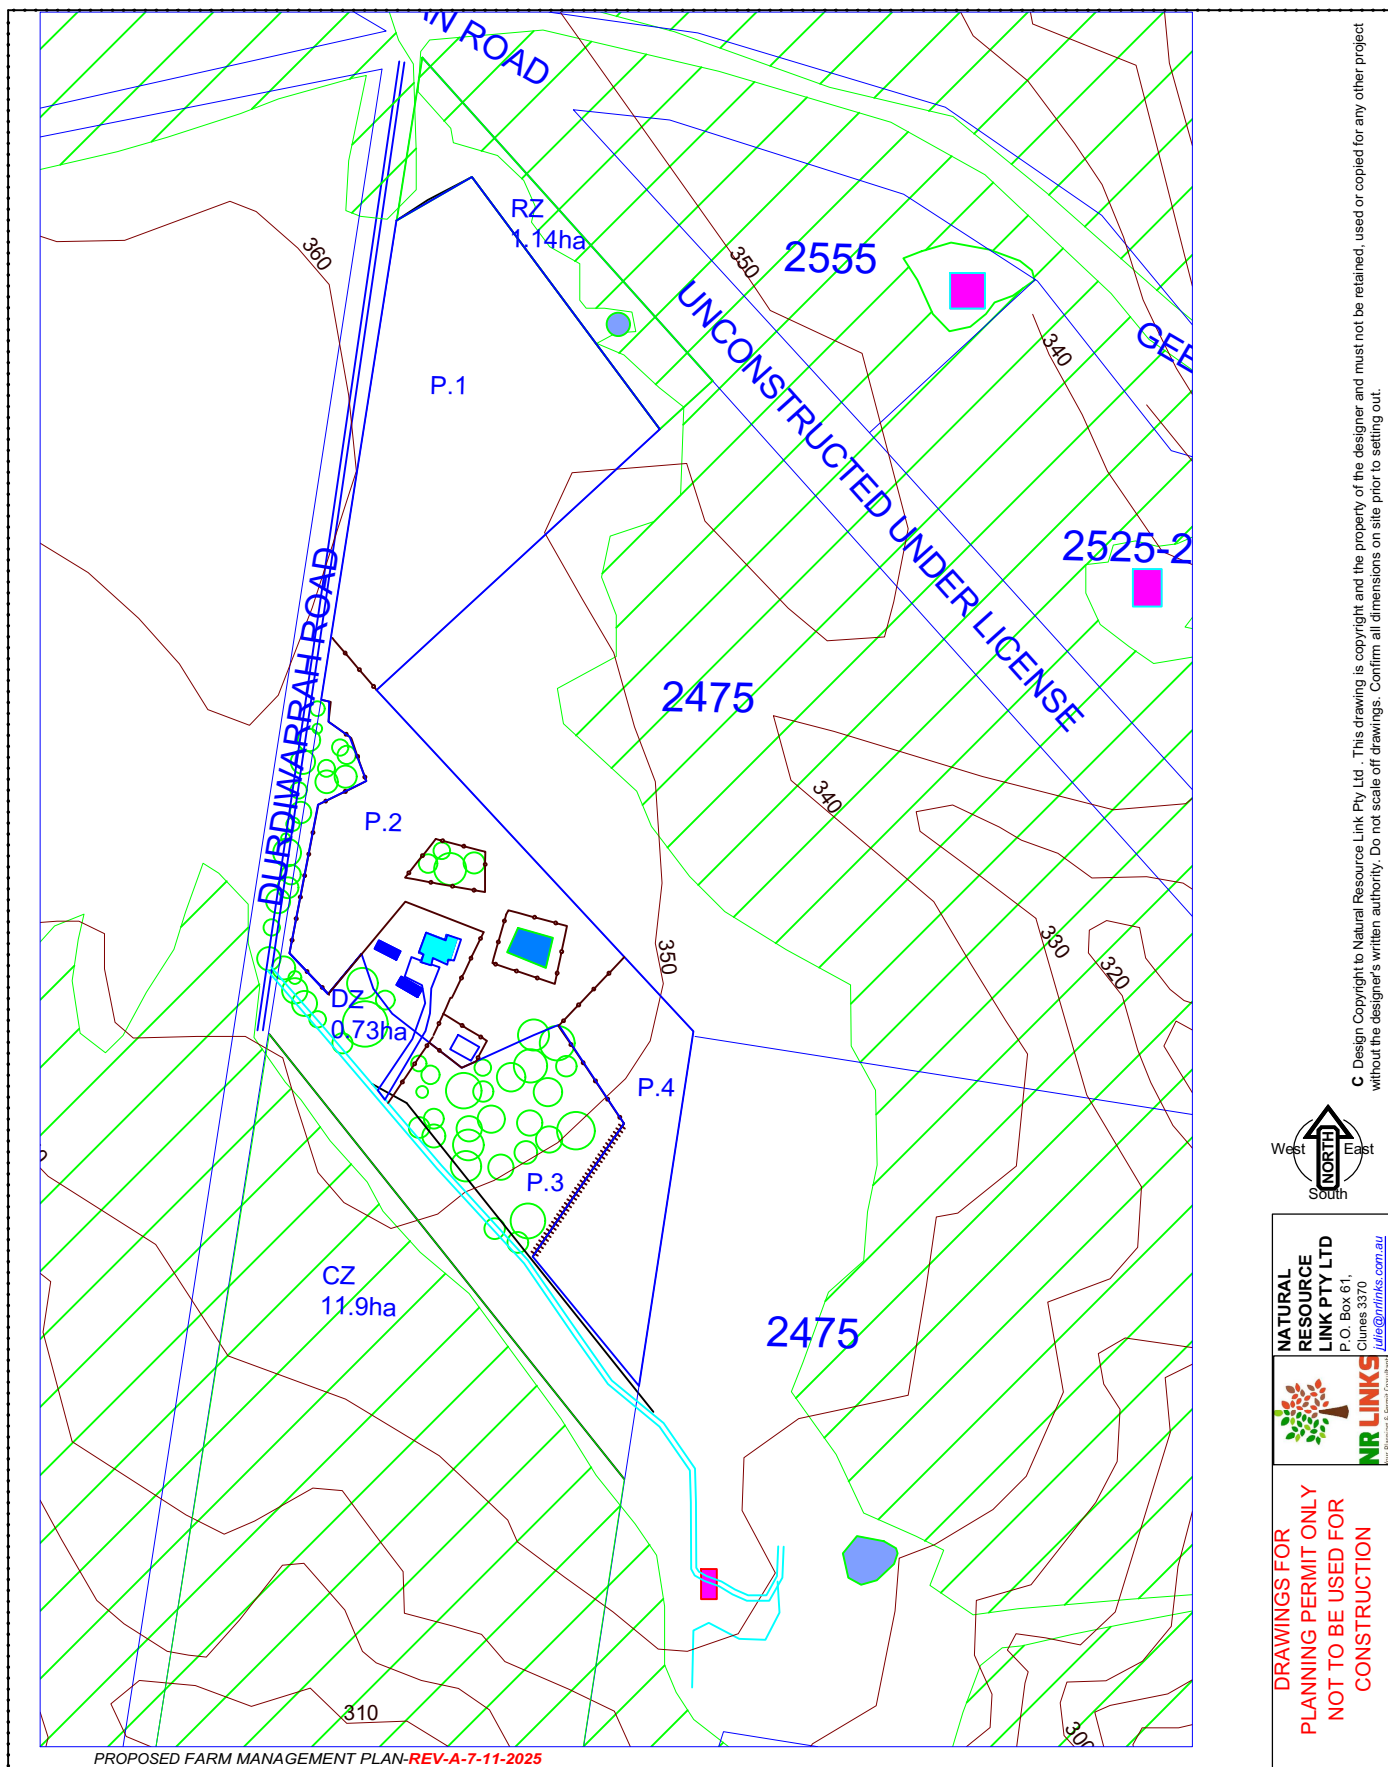 N ROAD
RZ
1.14ha
2555
360
350
UNCONSTRUCTED UNDER LICENSE
340
GEE
P.1
2525-2
DURDIWARRAH ROAD
2475
340
P.2
350
330
320
DZ
0.73ha
P.4
P.3
CZ
11.9ha
2475
310
300
PROPOSED FARM MANAGEMENT PLAN-REV-A-7-11-2025
C Design Copyright to Natural Resource Link Pty Ltd . This drawing is copyright and the property of the designer and must not be retained, used or copied for any other project
without the designer's written authority. Do not scale off drawings. Confirm all dimensions on site prior to setting out.
West
NORTH
East
South
NATURAL
RESOURCE
LINK PTY LTD
P.O. Box 61,
Clunes 3370
julie@nrlinks.com.au
NR LINKS
DRAWINGS FOR
PLANNING PERMIT ONLY
NOT TO BE USED FOR
CONSTRUCTION